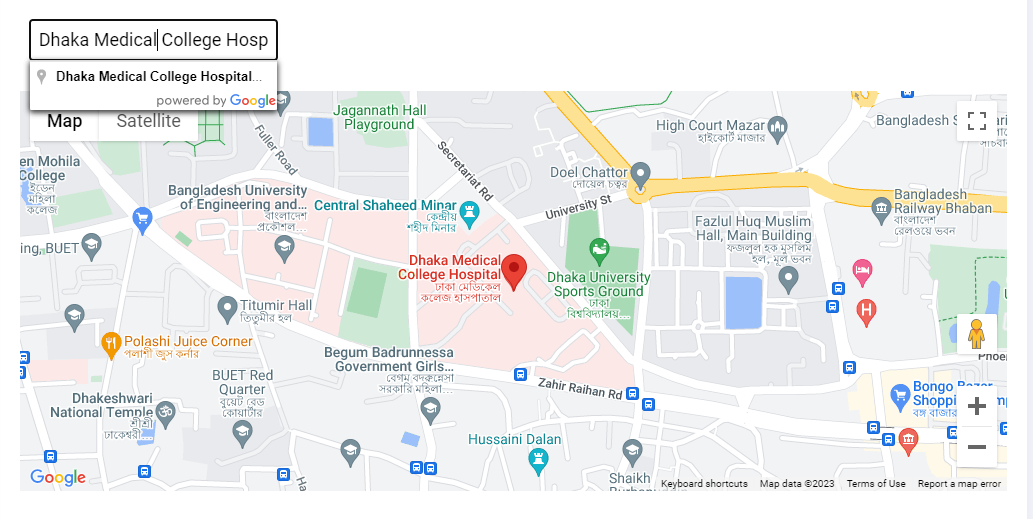 Dhaka Medical College Hosp
Dhaka Medical College Hospital...
powered by Google
Map
Satellite
Jagannath Hall
Playground
Fuller Road
Secretariat Rd
High Court Mazar
হাইকোর্ট মাজার
Bangladesh
Doel Chattor
দোয়েল চত্বর
en Mohila
College
ইডেন
মহিলা
কলেজ
Bangladesh University
of Engineering and...
বাংলাদেশ
প্রকৌশল...
Central Shaheed Minar
কেন্দ্রীয়
শহীদ মিনার
University St
Bangladesh
Railway Bhaban
বাংলাদেশ
রেলওয়ে ভবন
Fazlul Huq Muslim
Hall, Main Building
ফজলুল হক মুসলিম
হল, মূল ভবন
ing, BUET
Dhaka Medical
College Hospital
ঢাকা মেডিকেল
কলেজ হাসপাতাল
Dhaka University
Sports Ground
ঢাকা
বিশ্ববিদ্যালয়...
H
Titumir Hall
তিতুমীর হল
Polashi Juice Corner
পলাশী জুস কর্নার
Begum Badrunnessa
Government Girls...
বেগম বদরুন্নেসা
সরকারি মহিলা...
Phoe
BUET Red
Quarter
বুয়েট রেড
কোয়ার্টার
Zahir Raihan Rd
Bongo Bazar
Shopping
বঙ্গ বাজার
Dhakeshwari
National Temple
শ্রীশ্রী
ঢাকেশ্বরী...
Hussaini Dalan
Shaikh
Google
Keyboard shortcuts
Map data ©2023
Terms of Use
Report a map error